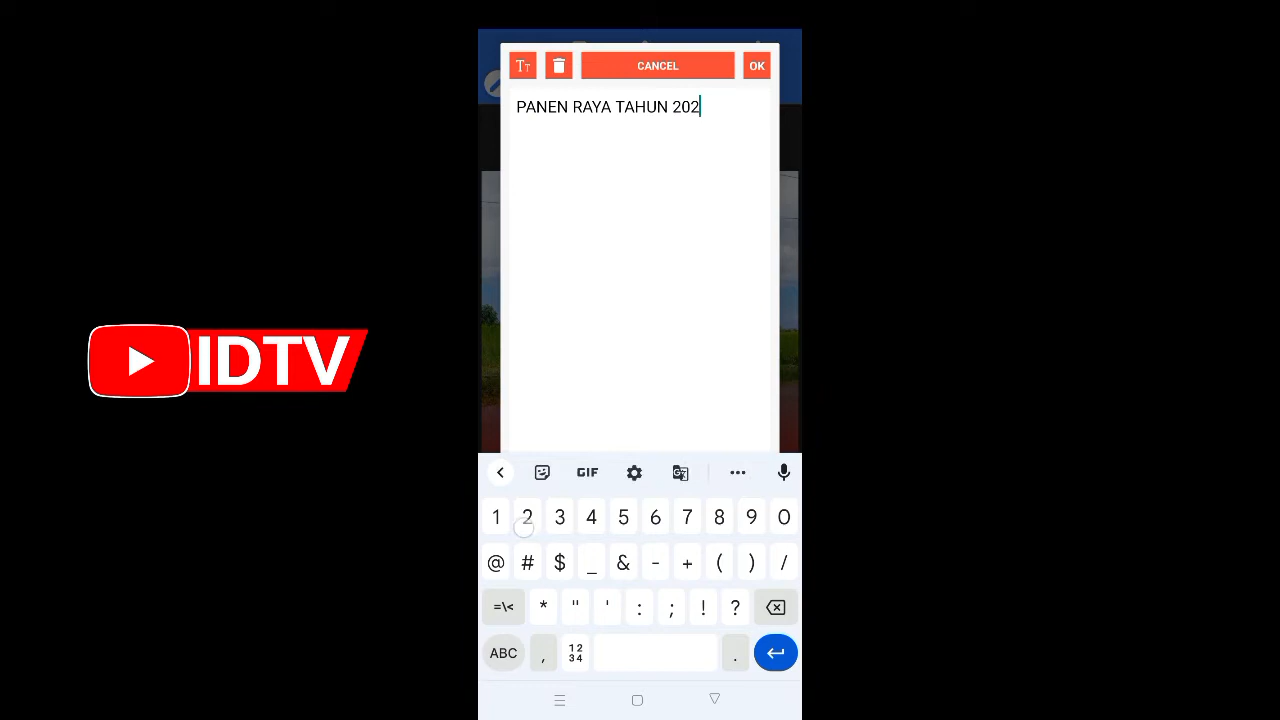 CANCEL
OK
PANEN RAYA TAHUN 202
IDTV
GIF
1 2 3 4 5 6 7 8 9 0
@ # $ _ & - + ( ) /
=\< * " ' : ; ! ?
ABC , 12 34 .